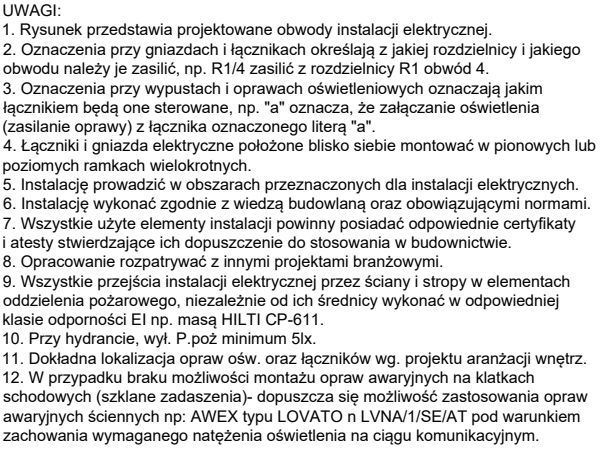 UWAGI:
1. Rysunek przedstawia projektowane obwody instalacji elektrycznej.
2. Oznaczenia przy gniazdach i łącznikach określają z jakiej rozdzielnicy i jakiego
obwodu należy je zasilić, np. R1/4 zasilić z rozdzielnicy R1 obwód 4.
3. Oznaczenia przy wypustach i oprawach oświetleniowych oznaczają jakim
łącznikiem będą one sterowane, np. "a" oznacza, że załączanie oświetlenia
(zasilanie oprawy) z łącznika oznaczonego literą "a".
4. Łączniki i gniazda elektryczne położone blisko siebie montować w pionowych lub
poziomych ramkach wielokrotnych.
5. Instalację prowadzić w obszarach przeznaczonych dla instalacji elektrycznych.
6. Instalację wykonać zgodnie z wiedzą budowlaną oraz obowiązującymi normami.
7. Wszystkie użyte elementy instalacji powinny posiadać odpowiednie certyfikaty
i atesty stwierdzające ich dopuszczenie do stosowania w budownictwie.
8. Opracowanie rozpatrywać z innymi projektami branżowymi.
9. Wszystkie przejścia instalacji elektrycznej przez ściany i stropy w elementach
oddzielenia pożarowego, niezależnie od ich średnicy wykonać w odpowiedniej
klasie odporności EI np. masą HILTI CP-611.
10. Przy hydrancie, wył. P.poż minimum 5lx.
11. Dokładna lokalizacja opraw ośw. oraz łączników wg. projektu aranżacji wnętrz.
12. W przypadku braku możliwości montażu opraw awaryjnych na klatkach
schodowych (szklane zadaszenia)- dopuszcza się możliwość zastosowania opraw
awaryjnych ściennych np: AWEX typu LOVATO n LVNA/1/SE/AT pod warunkiem
zachowania wymaganego natężenia oświetlenia na ciągu komunikacyjnym.